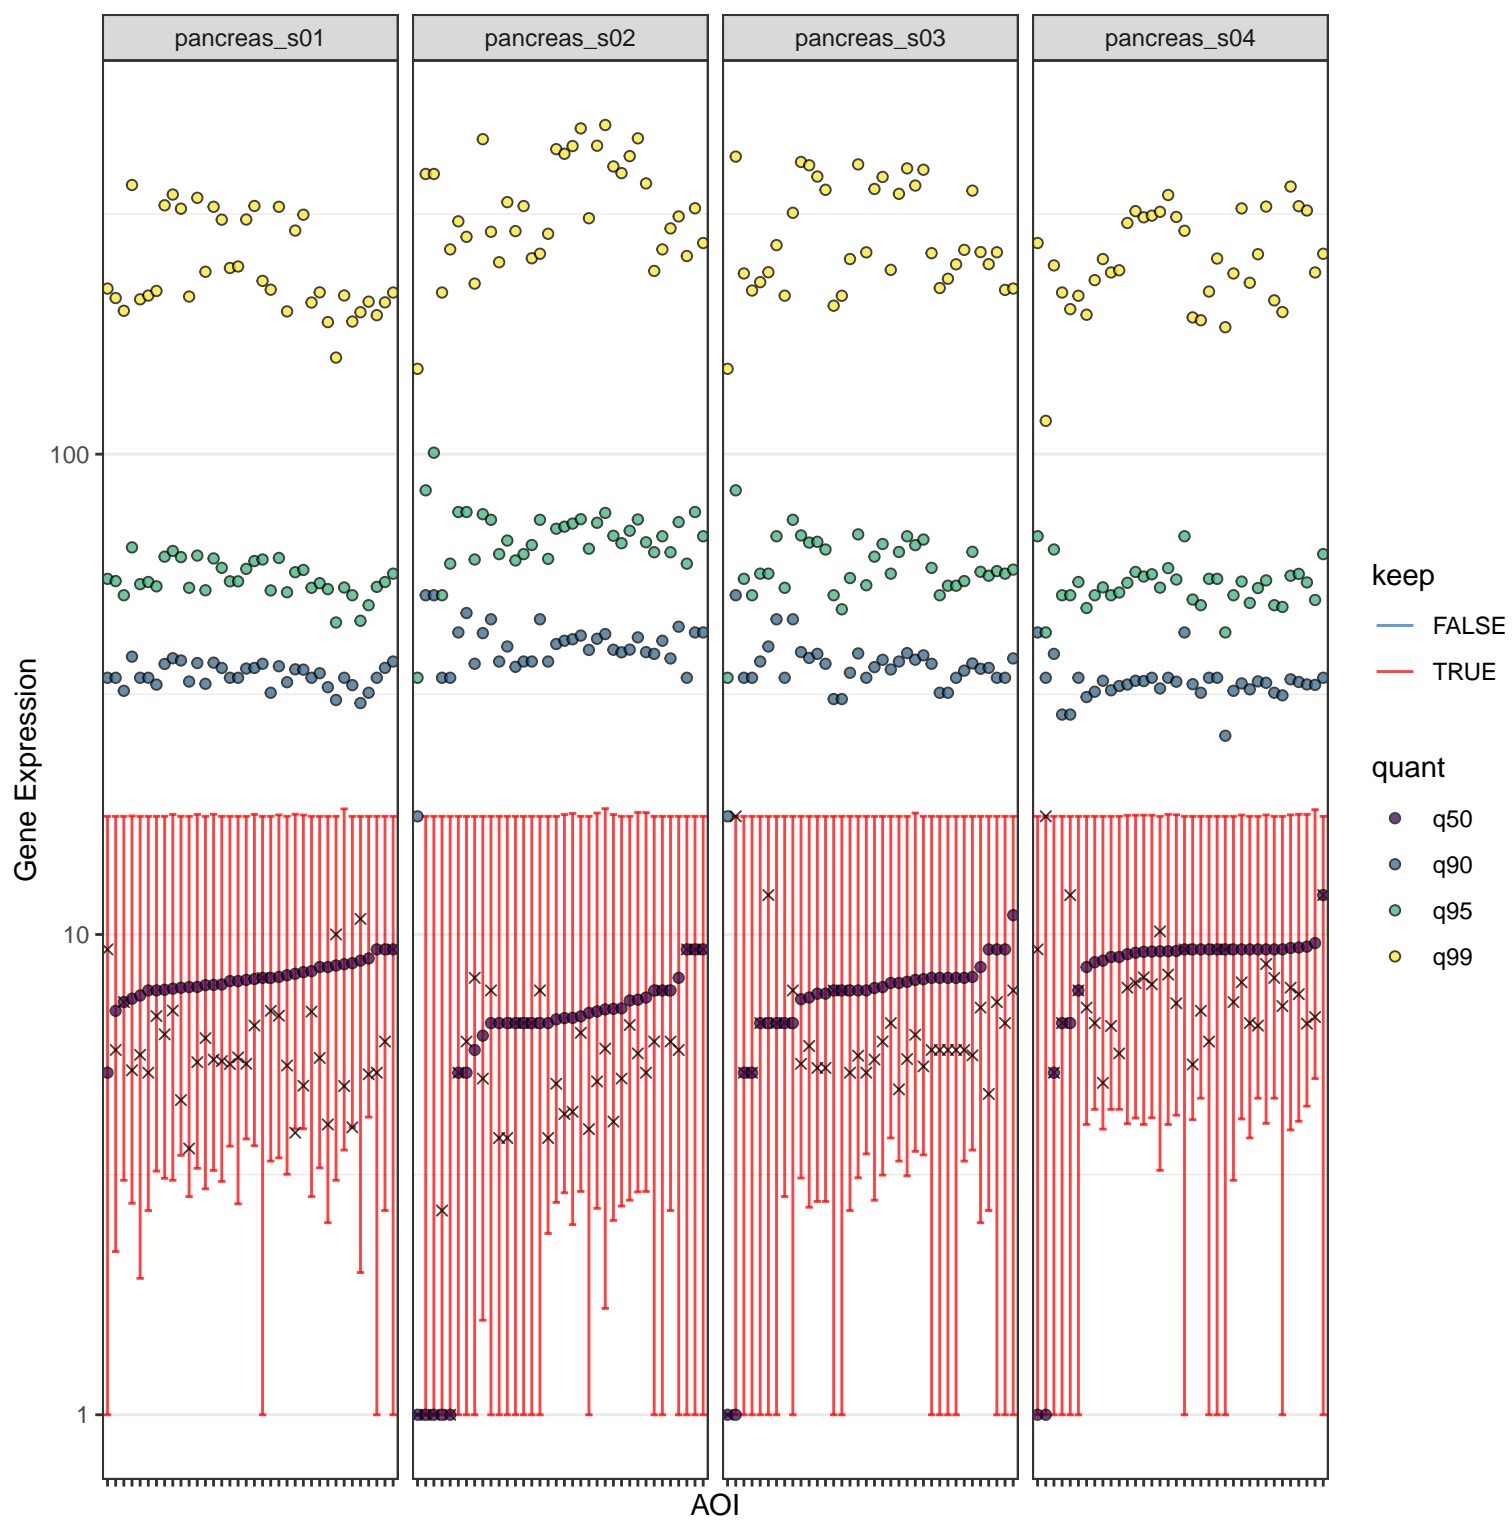 pancreas_s01 pancreas_s02 pancreas_s03 pancreas_s04
100
10
1
Gene Expression
AOI
keep
FALSE
TRUE
quant
q50
q90
q95
q99